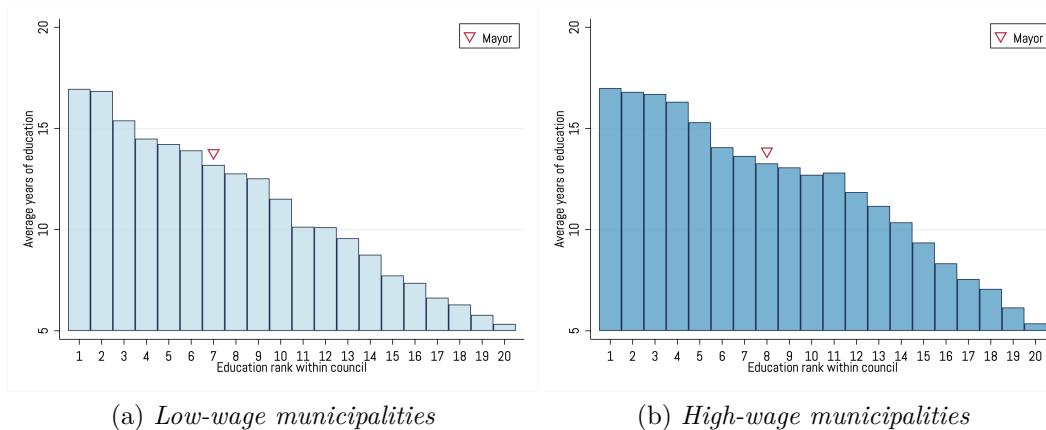 20
15
10
5
Average years of education
Mayor
1 2 3 4 5 6 7 8 9 10 11 12 13 14 15 16 17 18 19 20
Education rank within council
(a) Low-wage municipalities
20
15
10
5
Average years of education
Mayor
1 2 3 4 5 6 7 8 9 10 11 12 13 14 15 16 17 18 19 20
Education rank within council
(b) High-wage municipalities